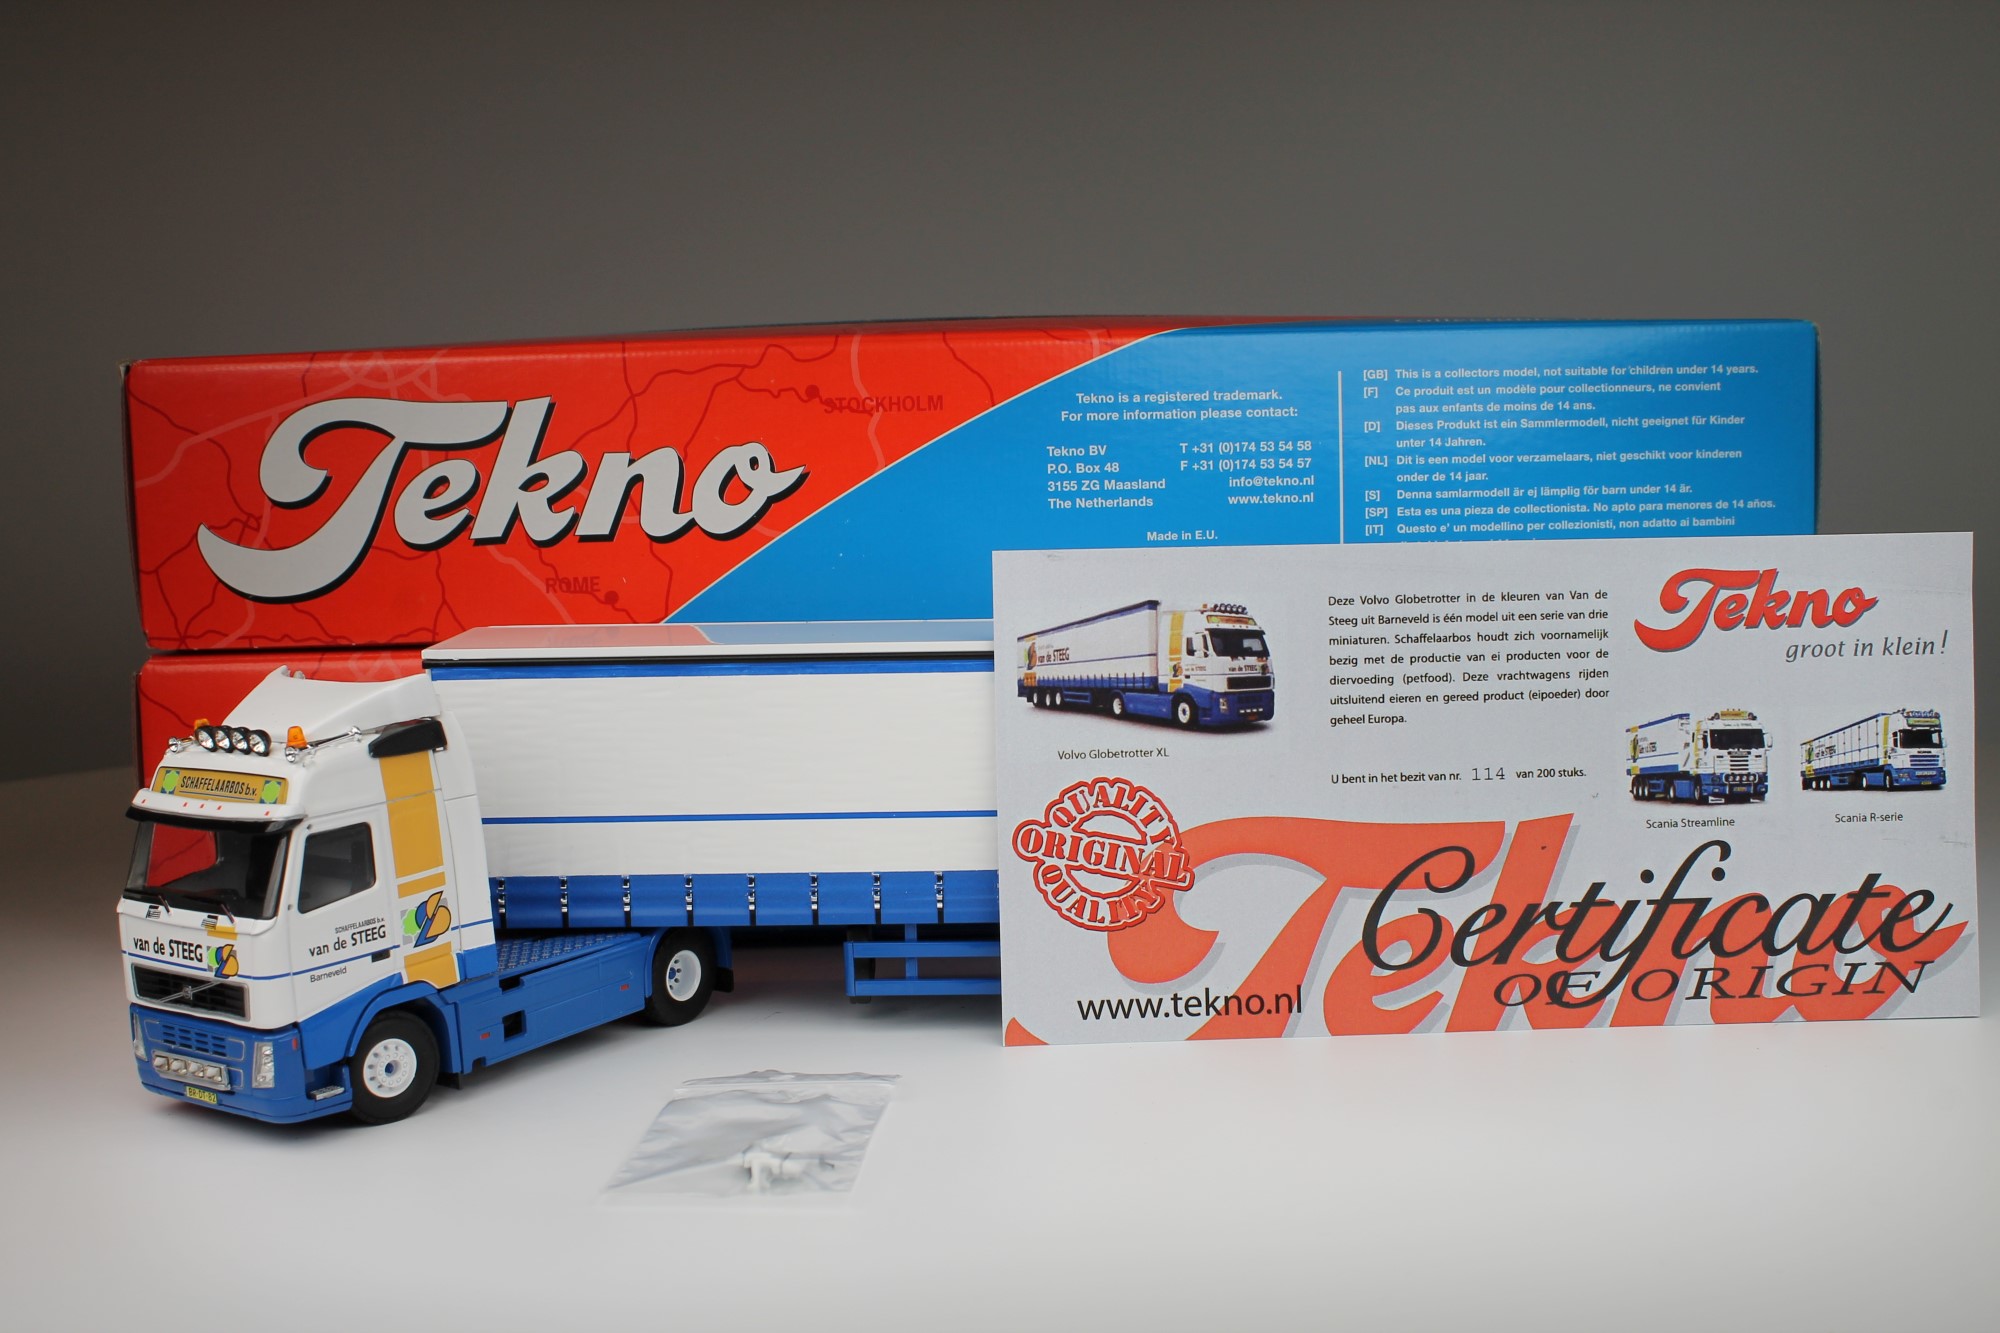 Tekno
STOCKHOLM
ROME
Tekno is a registered trademark.
For more information please contact:
Tekno BV
P.O. Box 48
3155 ZG Maasland
The Netherlands
T +31 (0)174 53 54 58
F +31 (0)174 53 54 57
info@tekno.nl
www.tekno.nl
Made in E.U.
[GB] This is a collectors model, not suitable for children under 14 years.
[F] Ce produit est un modèle pour collectionneurs, ne convient
pas aux enfants de moins de 14 ans.
[D] Dieses Produkt ist ein Sammlermodell, nicht geeignet für Kinder
unter 14 Jahren.
[NL] Dit is een model voor verzamelaars, niet geschikt voor kinderen
onder de 14 jaar.
[S] Denna samlarmodell är ej lämplig för barn under 14 år.
[SP] Esta es una pieza de collectionista. No apto para menores de 14 años.
[IT] Questo e' un modellino per collezionisti, non adatto ai bambini
SCHAFFELAARBOS b.v.
van de STEEG
SCHAFFELAARBOS b.v.
van de STEEG
Barneveld
van de STEEG
van de STEEG
Volvo Globetrotter XL
Deze Volvo Globetrotter in de kleuren van Van de
Steeg uit Barneveld is één model uit een serie van drie
miniaturen. Schaffelaarbos houdt zich voornamelijk
bezig met de productie van ei producten voor de
diervoeding (petfood). Deze vrachtwagens rijden
uitsluitend eieren en gereed product (eipoeder) door
geheel Europa.
U bent in het bezit van nr. 114 van 200 stuks.
Tekno
groot in klein!
Scania Streamline
Scania R-serie
QUALITY
ORIGINAL
QUALITY
Tekno
Certificate
OF ORIGIN
www.tekno.nl